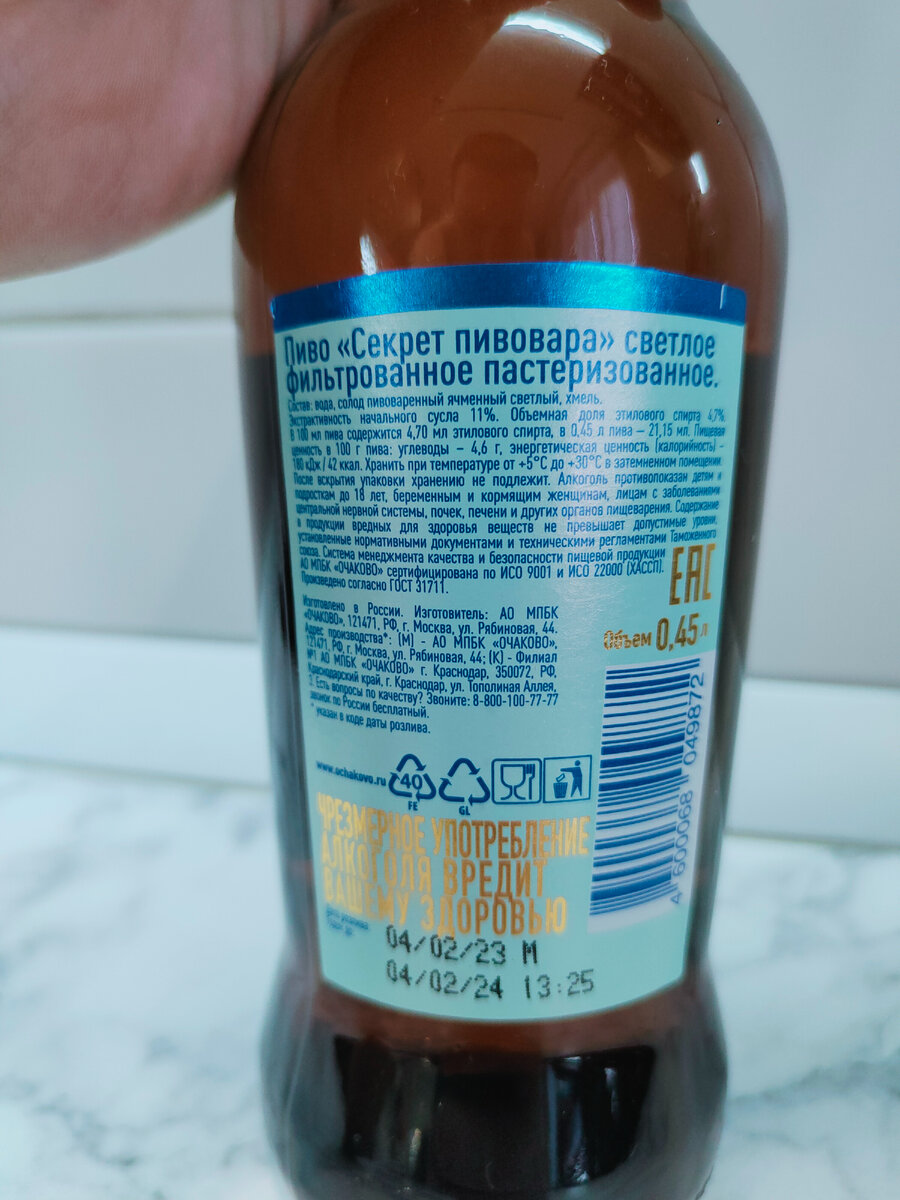 Пиво «Секрет пивовара» светлое
фильтрованное пастеризованное.
Состав: вода, солод пивоваренный ячменный светлый, хмель.
Экстрактивность начального сусла 11%. Объемная доля этилового спирта 4,7%.
В 100 мл пива содержится 4,70 мл этилового спирта, в 0,45 л пива – 21,15 мл. Пищевая
ценность в 100 г пива: углеводы – 4,6 г, энергетическая ценность (калорийность) -
180 кДж / 42 ккал. Хранить при температуре от +5°С до +30°С в затемненном помещении.
После вскрытия упаковки хранению не подлежит. Алкоголь противопоказан детям и
подросткам до 18 лет, беременным и кормящим женщинам, лицам с заболеваниями
центральной нервной системы, почек, печени и других органов пищеварения. Содержание
в продукции вредных для здоровья веществ не превышает допустимые уровни,
установленные нормативными документами и техническими регламентами Таможенного
союза. Система менеджмента качества и безопасности пищевой продукции
АО МПБК «ОЧАКОВО» сертифицирована по ИСО 9001 и ИСО 22000 (ХАССП).
Произведено согласно ГОСТ 31711.
ЕАС
Изготовлено в России. Изготовитель: АО МПБК
«ОЧАКОВО», 121471, РФ, г. Москва, ул. Рябиновая, 44.
Адрес производства*: (М) - АО МПБК «ОЧАКОВО»,
121471, РФ, г. Москва, ул. Рябиновая, 44; (К) - Филиал
№1 АО МПБК «ОЧАКОВО» г. Краснодар, 350072, РФ,
Краснодарский край, г. Краснодар, ул. Тополиная Аллея,
3. Есть вопросы по качеству? Звоните: 8-800-100-77-77
звонок по России бесплатный.
* указан в коде даты розлива.
Объем 0,45 л
4 600068 049872
www.ochakovo.ru
40
FE
GL
ЧРЕЗМЕРНОЕ УПОТРЕБЛЕНИЕ
АЛКОГОЛЯ ВРЕДИТ
ВАШЕМУ ЗДОРОВЬЮ
Дата розлива:
Годен до:
04/02/23 М
04/02/24 13:25